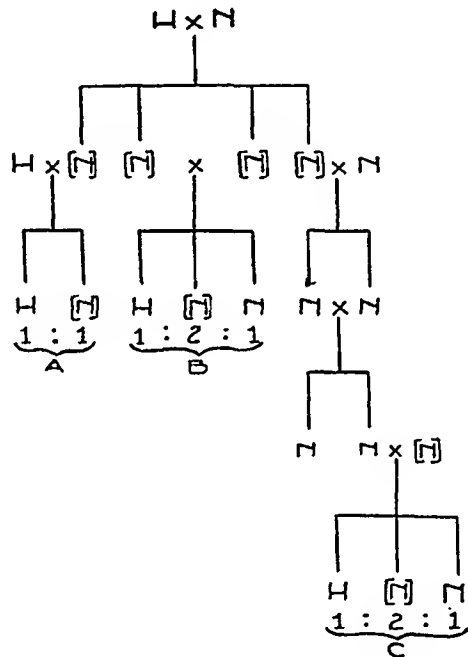 H x N
H x [N] [N] x [N] [N] x N
H [N] H [N] N N x N
1 : 1 1 : 2 : 1
A B
N N x [N]
H [N] N
1 : 2 : 1
C